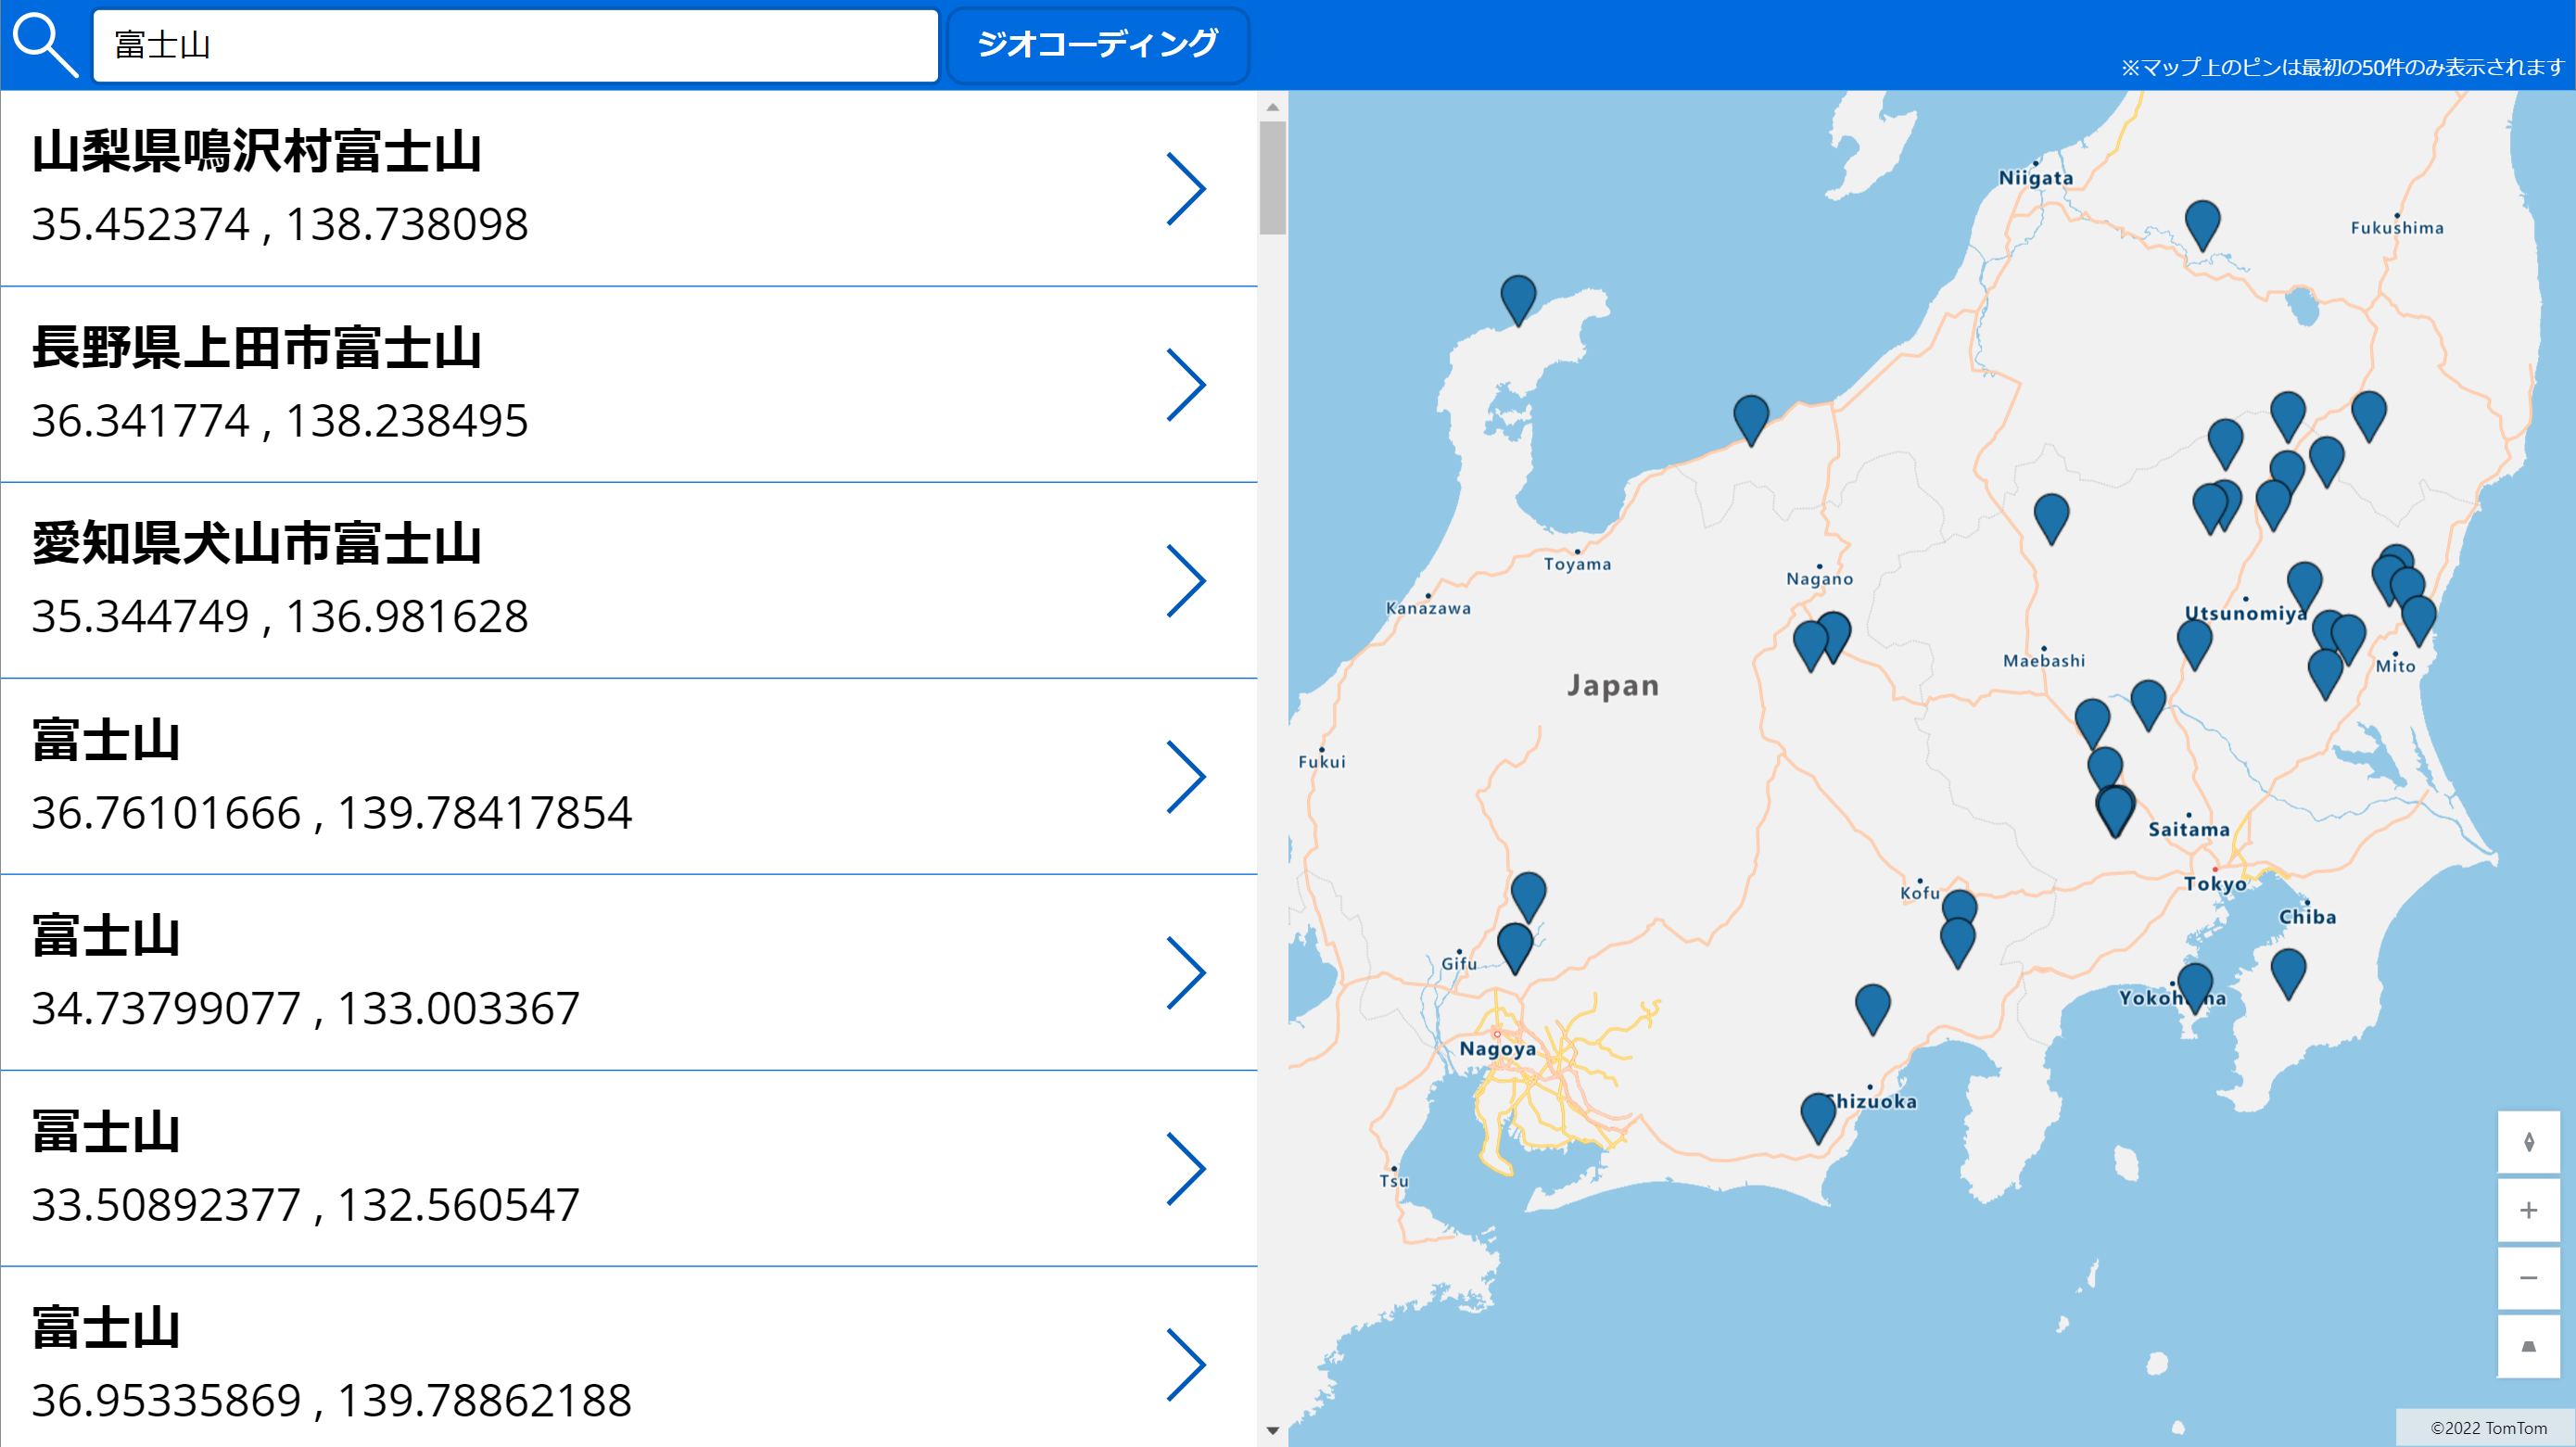 富士山
ジオコーディング
※マップ上のピンは最初の50件のみ表示されます
山梨県鳴沢村富士山
35.452374 , 138.738098
長野県上田市富士山
36.341774 , 138.238495
愛知県犬山市富士山
35.344749 , 136.981628
富士山
36.76101666 , 139.78417854
富士山
34.73799077 , 133.003367
冨士山
33.50892377 , 132.560547
富士山
36.95335869 , 139.78862188
Niigata
Fukushima
Toyama
Nagano
Kanazawa
Utsunomiya
Maebashi
Mito
Japan
Fukui
Saitama
Tokyo
Kofu
Chiba
Gifu
Yokohama
Nagoya
Shizuoka
Tsu
©2022 TomTom